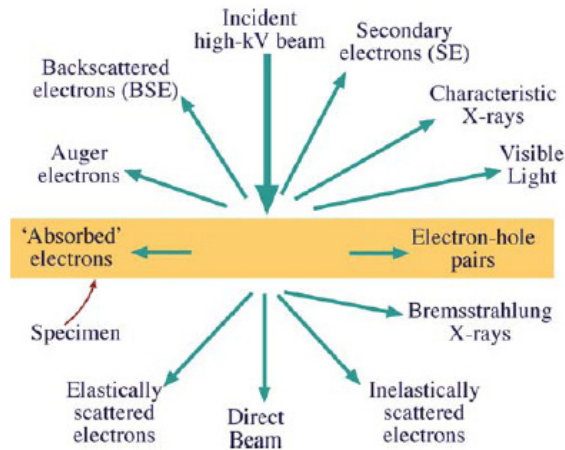 Incident
high-kV beam
Secondary
electrons (SE)
Backscattered
electrons (BSE)
Characteristic
X-rays
Auger
electrons
Visible
Light
'Absorbed'
electrons
Electron-hole
pairs
Specimen
Bremsstrahlung
X-rays
Elastically
scattered
electrons
Direct
Beam
Inelastically
scattered
electrons